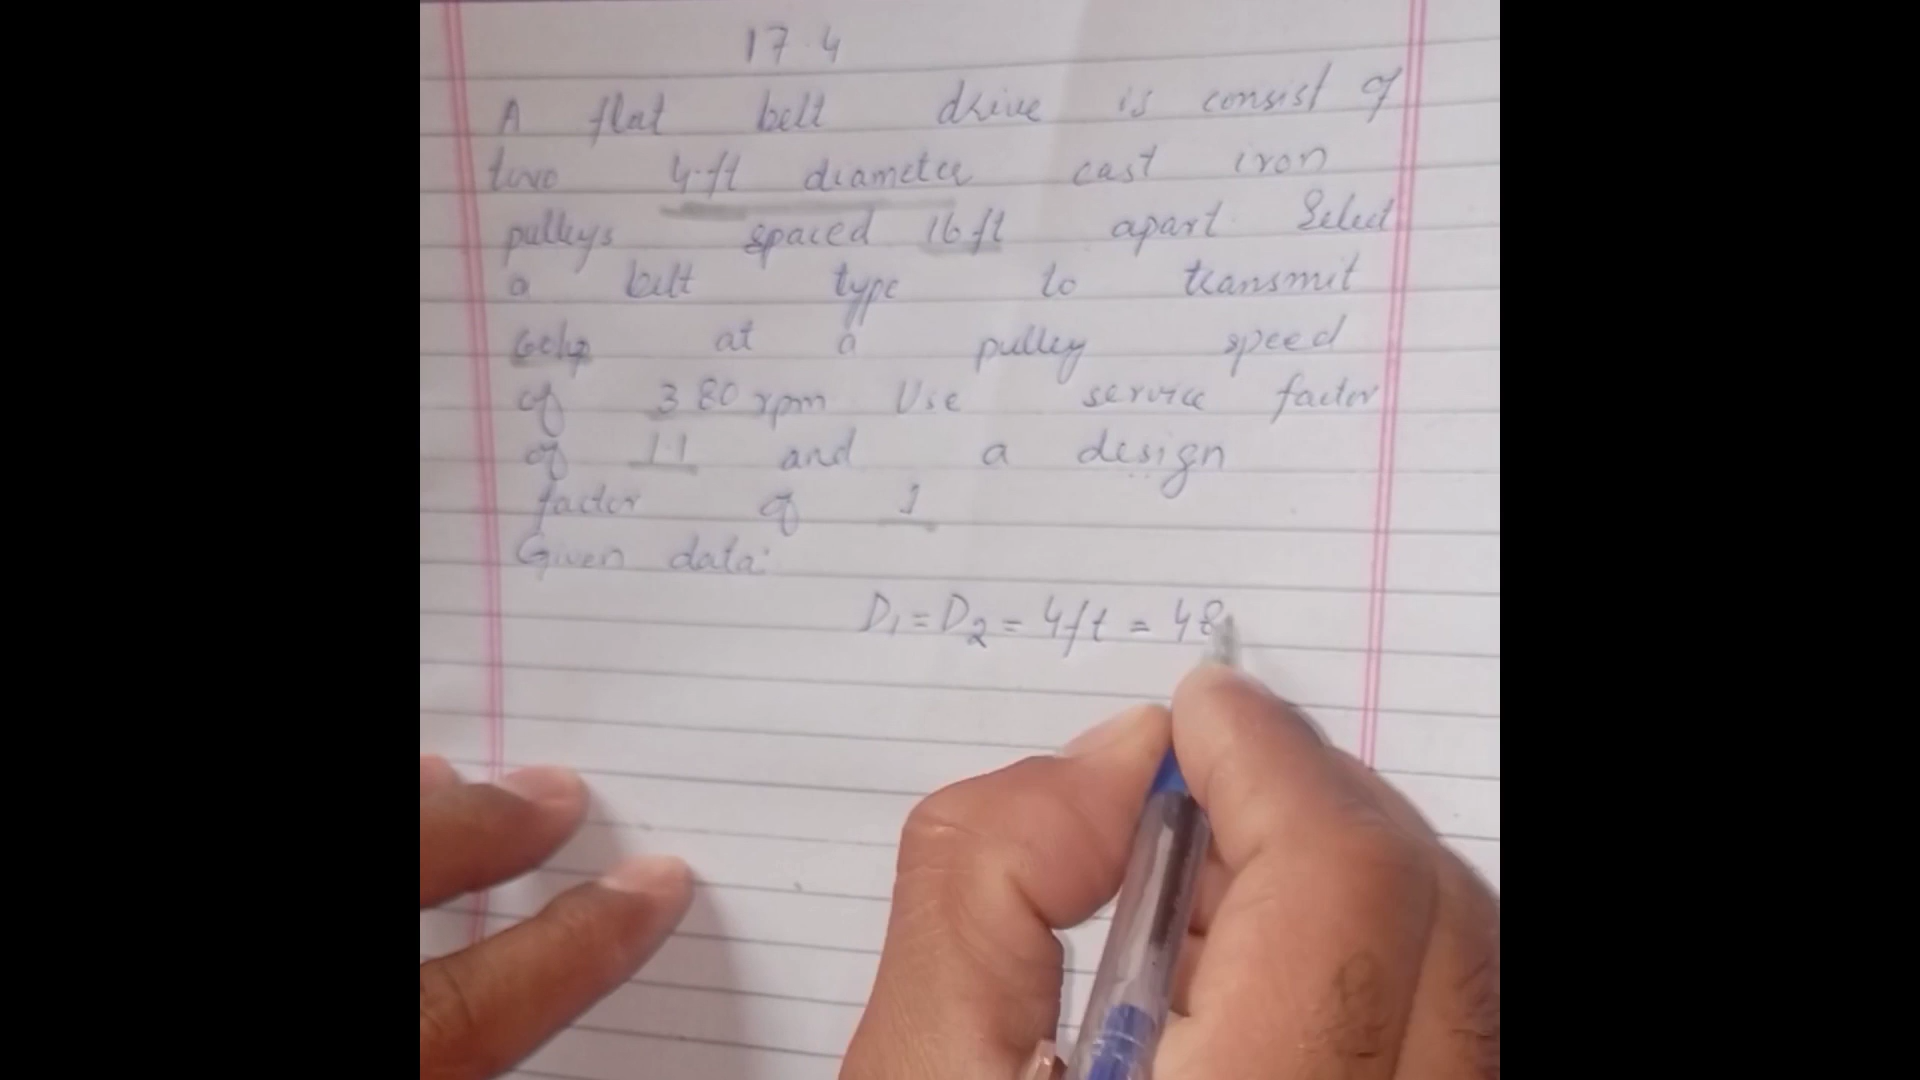 17.4
A flat belt drive is consist of
two 4-ft diameter cast iron
pulleys spaced 16 ft apart. Select
a belt type to transmit
60hp at a pulley speed
of 380 rpm Use service factor
of 1.1 and a design
factor of 1
Given data:
D1 = D2 = 4ft = 48